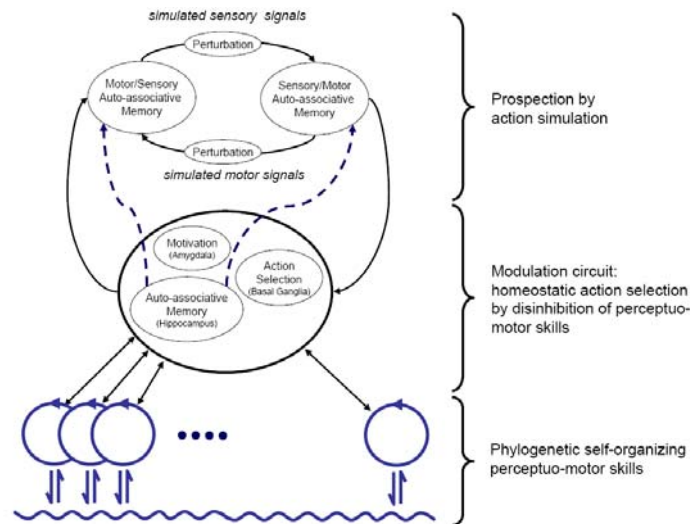 simulated sensory signals
Perturbation
Motor/Sensory
Auto-associative
Memory
Sensory/Motor
Auto-associative
Memory
Perturbation
simulated motor signals
Prospection by
action simulation
Motivation
(Amygdala)
Action
Selection
(Basal Ganglia)
Auto-associative
Memory
(Hippocampus)
Modulation circuit:
homeostatic action selection
by disinhibition of perceptuo-
motor skills
Phylogenetic self-organizing
perceptuo-motor skills